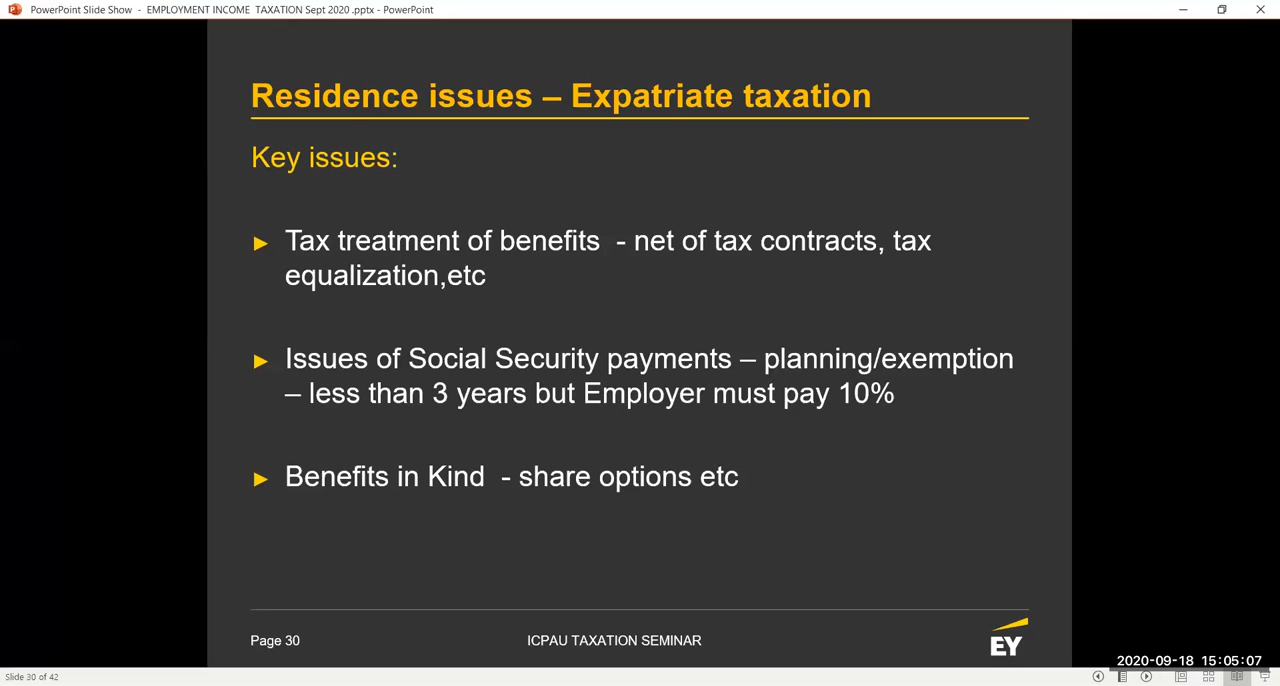 PowerPoint Slide Show - EMPLOYMENT INCOME TAXATION Sept 2020 .pptx - PowerPoint
Residence issues – Expatriate taxation
Key issues:
► Tax treatment of benefits - net of tax contracts, tax
equalization,etc
► Issues of Social Security payments – planning/exemption
– less than 3 years but Employer must pay 10%
► Benefits in Kind - share options etc
Page 30
ICPAU TAXATION SEMINAR
EY
2020-09-18 15:05:07
Slide 30 of 42